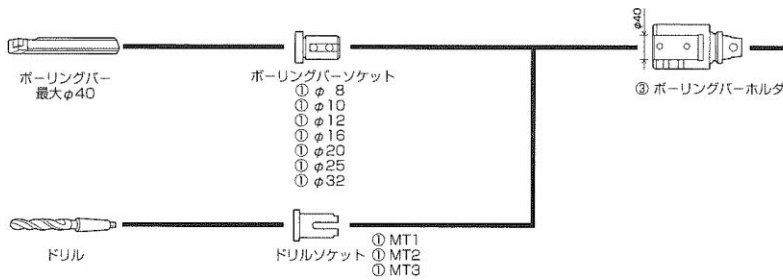 ボーリングバー
最大φ40
ボーリングバーソケット
① φ 8
① φ10
① φ12
① φ16
① φ20
① φ25
① φ32
φ40
③ ボーリングバーホルダ
ドリル
ドリルソケット
① MT1
① MT2
① MT3